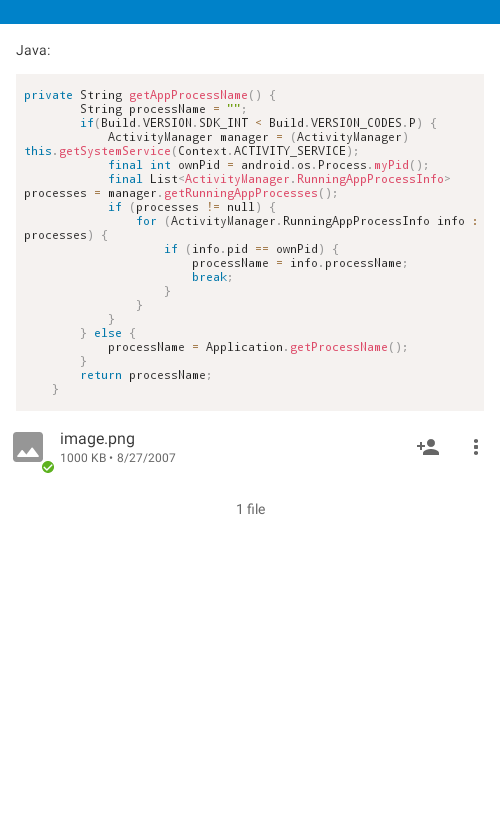 Java:
private String getAppProcessName() {
String processName = "";
if(Build.VERSION.SDK_INT < Build.VERSION_CODES.P) {
ActivityManager manager = (ActivityManager)
this.getSystemService(Context.ACTIVITY_SERVICE);
final int ownPid = android.os.Process.myPid();
final List<ActivityManager.RunningAppProcessInfo>
processes = manager.getRunningAppProcesses();
if (processes != null) {
for (ActivityManager.RunningAppProcessInfo info :
processes) {
if (info.pid == ownPid) {
processName = info.processName;
break;
}
}
}
} else {
processName = Application.getProcessName();
}
return processName;
}
image.png
1000 KB • 8/27/2007
1 file